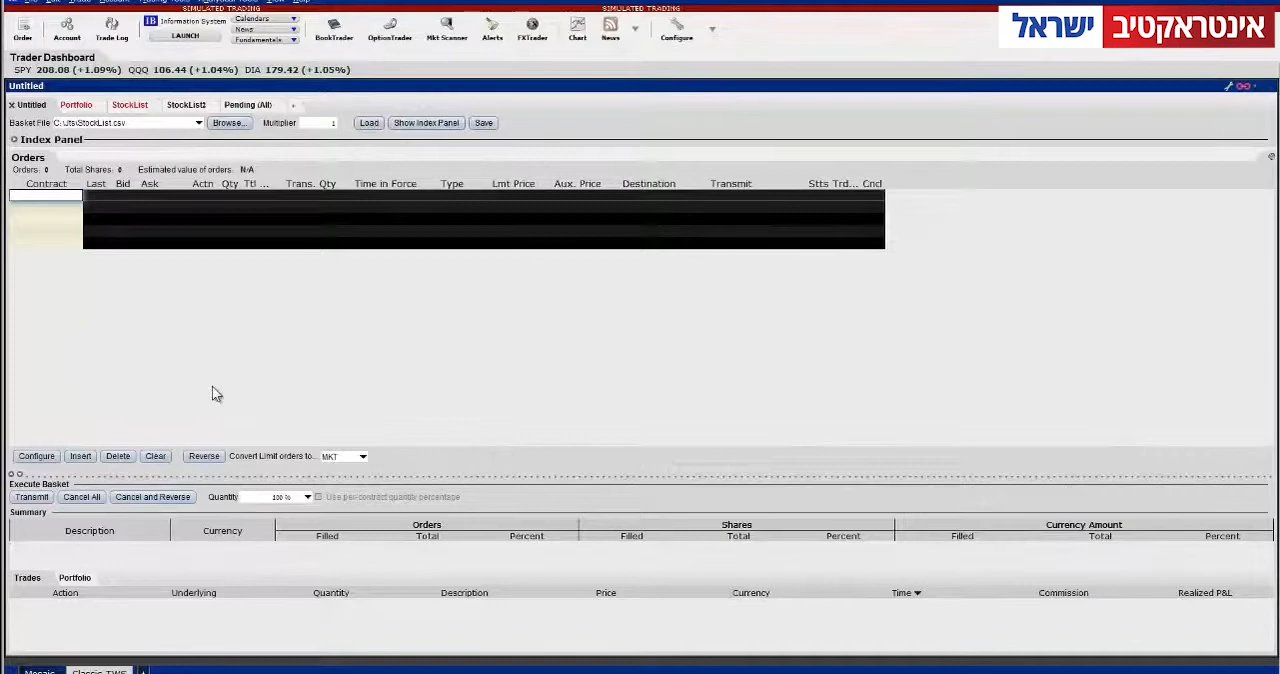 SIMULATED TRADING SIMULATED TRADING
Order Account Trade Log IB Information System LAUNCH Calendars News Fundamentals BookTrader OptionTrader Mkt Scanner Alerts FXTrader Chart News Configure
אינטראקטיב ישראל
Trader Dashboard
SPY 208.08 (+1.09%) QQQ 106.44 (+1.04%) DIA 179.42 (+1.05%)
Untitled
x Untitled Portfolio StockList StockList2 Pending (All)
Basket File C:\Jts\StockList.csv Browse... Multiplier 1 Load Show Index Panel Save
Index Panel
Orders
Orders: 0 Total Shares: 0 Estimated value of orders: N/A
Contract Last Bid Ask Actn Qty Ttl ... Trans. Qty Time in Force Type Lmt Price Aux. Price Destination Transmit Stts Trd... Cncl
Configure Insert Delete Clear Reverse Convert Limit orders to... MKT
Execute Basket
Transmit Cancel All Cancel and Reverse Quantity 100 % Use per-contract quantity percentage
Summary
Description Currency Orders Shares Currency Amount
Filled Total Percent Filled Total Percent Filled Total Percent
Trades Portfolio
Action Underlying Quantity Description Price Currency Time Commission Realized P&L
Mosaic Classic TWS